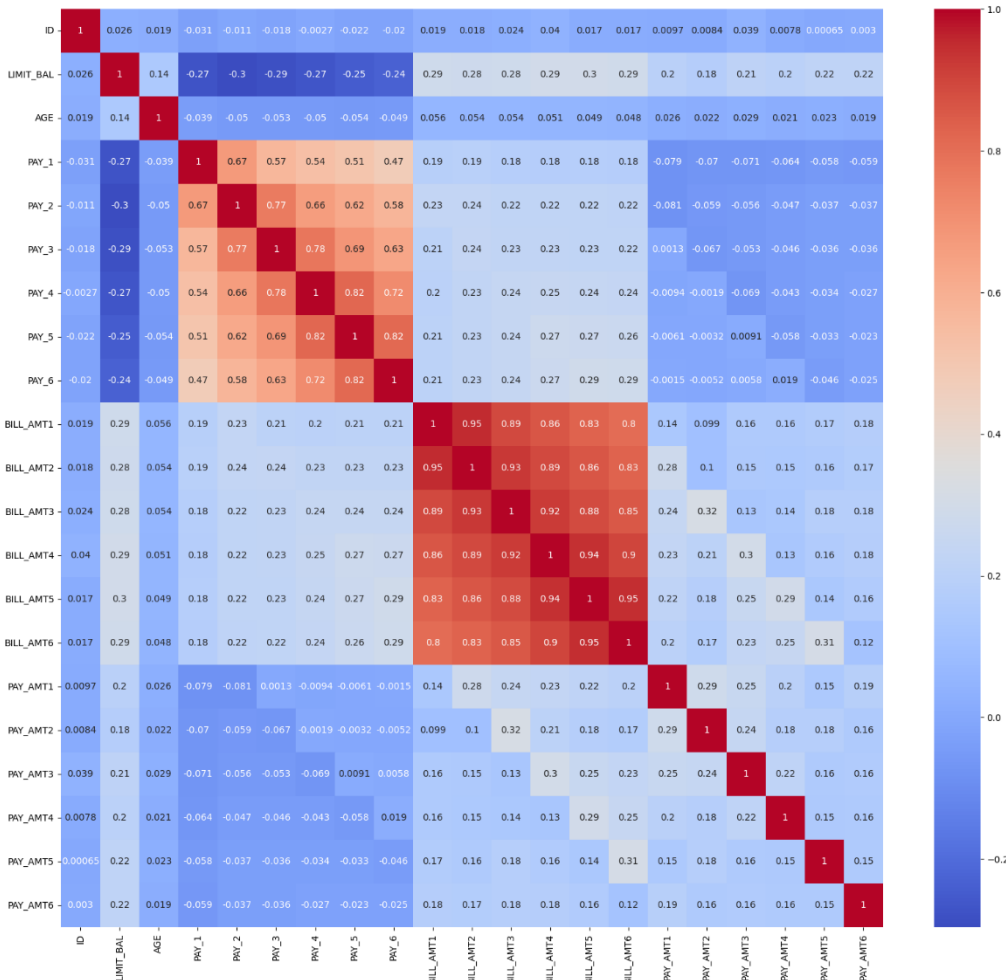 1.0
ID 1 0.026 0.019 -0.031 -0.011 -0.018 -0.0027 -0.022 -0.02 0.019 0.018 0.024 0.04 0.017 0.017 0.0097 0.0084 0.039 0.0078 0.00065 0.003
LIMIT_BAL 0.026 1 0.14 -0.27 -0.3 -0.29 -0.27 -0.25 -0.24 0.29 0.28 0.28 0.29 0.3 0.29 0.2 0.18 0.21 0.2 0.22 0.22
AGE 0.019 0.14 1 -0.039 -0.05 -0.053 -0.05 -0.054 -0.049 0.056 0.054 0.054 0.051 0.049 0.048 0.026 0.022 0.029 0.021 0.023 0.019
PAY_1 -0.031 -0.27 -0.039 1 0.67 0.57 0.54 0.51 0.47 0.19 0.19 0.18 0.18 0.18 0.18 -0.079 -0.07 -0.071 -0.064 -0.058 -0.059
0.8
PAY_2 -0.011 -0.3 -0.05 0.67 1 0.77 0.66 0.62 0.58 0.23 0.24 0.22 0.22 0.22 0.22 -0.081 -0.059 -0.056 -0.047 -0.037 -0.037
PAY_3 -0.018 -0.29 -0.053 0.57 0.77 1 0.78 0.69 0.63 0.21 0.24 0.23 0.23 0.23 0.22 0.0013 -0.067 -0.053 -0.046 -0.036 -0.036
PAY_4 -0.0027 -0.27 -0.05 0.54 0.66 0.78 1 0.82 0.72 0.2 0.23 0.24 0.25 0.24 0.24 -0.0094 -0.0019 -0.069 -0.043 -0.034 -0.027
0.6
PAY_5 -0.022 -0.25 -0.054 0.51 0.62 0.69 0.82 1 0.82 0.21 0.23 0.24 0.27 0.27 0.26 -0.0061 -0.0032 0.0091 -0.058 -0.033 -0.023
PAY_6 -0.02 -0.24 -0.049 0.47 0.58 0.63 0.72 0.82 1 0.21 0.23 0.24 0.27 0.29 0.29 -0.0015 -0.0052 0.0058 0.019 -0.046 -0.025
BILL_AMT1 0.019 0.29 0.056 0.19 0.23 0.21 0.2 0.21 0.21 1 0.95 0.89 0.86 0.83 0.8 0.14 0.099 0.16 0.16 0.17 0.18
0.4
BILL_AMT2 0.018 0.28 0.054 0.19 0.24 0.24 0.23 0.23 0.23 0.95 1 0.93 0.89 0.86 0.83 0.28 0.1 0.15 0.15 0.16 0.17
BILL_AMT3 0.024 0.28 0.054 0.18 0.22 0.23 0.24 0.24 0.24 0.89 0.93 1 0.92 0.88 0.85 0.24 0.32 0.13 0.14 0.18 0.18
BILL_AMT4 0.04 0.29 0.051 0.18 0.22 0.23 0.25 0.27 0.27 0.86 0.89 0.92 1 0.94 0.9 0.23 0.21 0.3 0.13 0.16 0.18
0.2
BILL_AMT5 0.017 0.3 0.049 0.18 0.22 0.23 0.24 0.27 0.29 0.83 0.86 0.88 0.94 1 0.95 0.22 0.18 0.25 0.29 0.14 0.16
BILL_AMT6 0.017 0.29 0.048 0.18 0.22 0.22 0.24 0.26 0.29 0.8 0.83 0.85 0.9 0.95 1 0.2 0.17 0.23 0.25 0.31 0.12
PAY_AMT1 0.0097 0.2 0.026 -0.079 -0.081 0.0013 -0.0094 -0.0061 -0.0015 0.14 0.28 0.24 0.23 0.22 0.2 1 0.29 0.25 0.2 0.15 0.19
0.0
PAY_AMT2 0.0084 0.18 0.022 -0.07 -0.059 -0.067 -0.0019 -0.0032 -0.0052 0.099 0.1 0.32 0.21 0.18 0.17 0.29 1 0.24 0.18 0.18 0.16
PAY_AMT3 0.039 0.21 0.029 -0.071 -0.056 -0.053 -0.069 0.0091 0.0058 0.16 0.15 0.13 0.3 0.25 0.23 0.25 0.24 1 0.22 0.16 0.16
PAY_AMT4 0.0078 0.2 0.021 -0.064 -0.047 -0.046 -0.043 -0.058 0.019 0.16 0.15 0.14 0.13 0.29 0.25 0.2 0.18 0.22 1 0.15 0.16
-0.2
PAY_AMT5 0.00065 0.22 0.023 -0.058 -0.037 -0.036 -0.034 -0.033 -0.046 0.17 0.16 0.18 0.16 0.14 0.31 0.15 0.18 0.16 0.15 1 0.15
PAY_AMT6 0.003 0.22 0.019 -0.059 -0.037 -0.036 -0.027 -0.023 -0.025 0.18 0.17 0.18 0.18 0.16 0.12 0.19 0.16 0.16 0.16 0.15 1
ID LIMIT_BAL AGE PAY_1 PAY_2 PAY_3 PAY_4 PAY_5 PAY_6 BILL_AMT1 BILL_AMT2 BILL_AMT3 BILL_AMT4 BILL_AMT5 BILL_AMT6 PAY_AMT1 PAY_AMT2 PAY_AMT3 PAY_AMT4 PAY_AMT5 PAY_AMT6